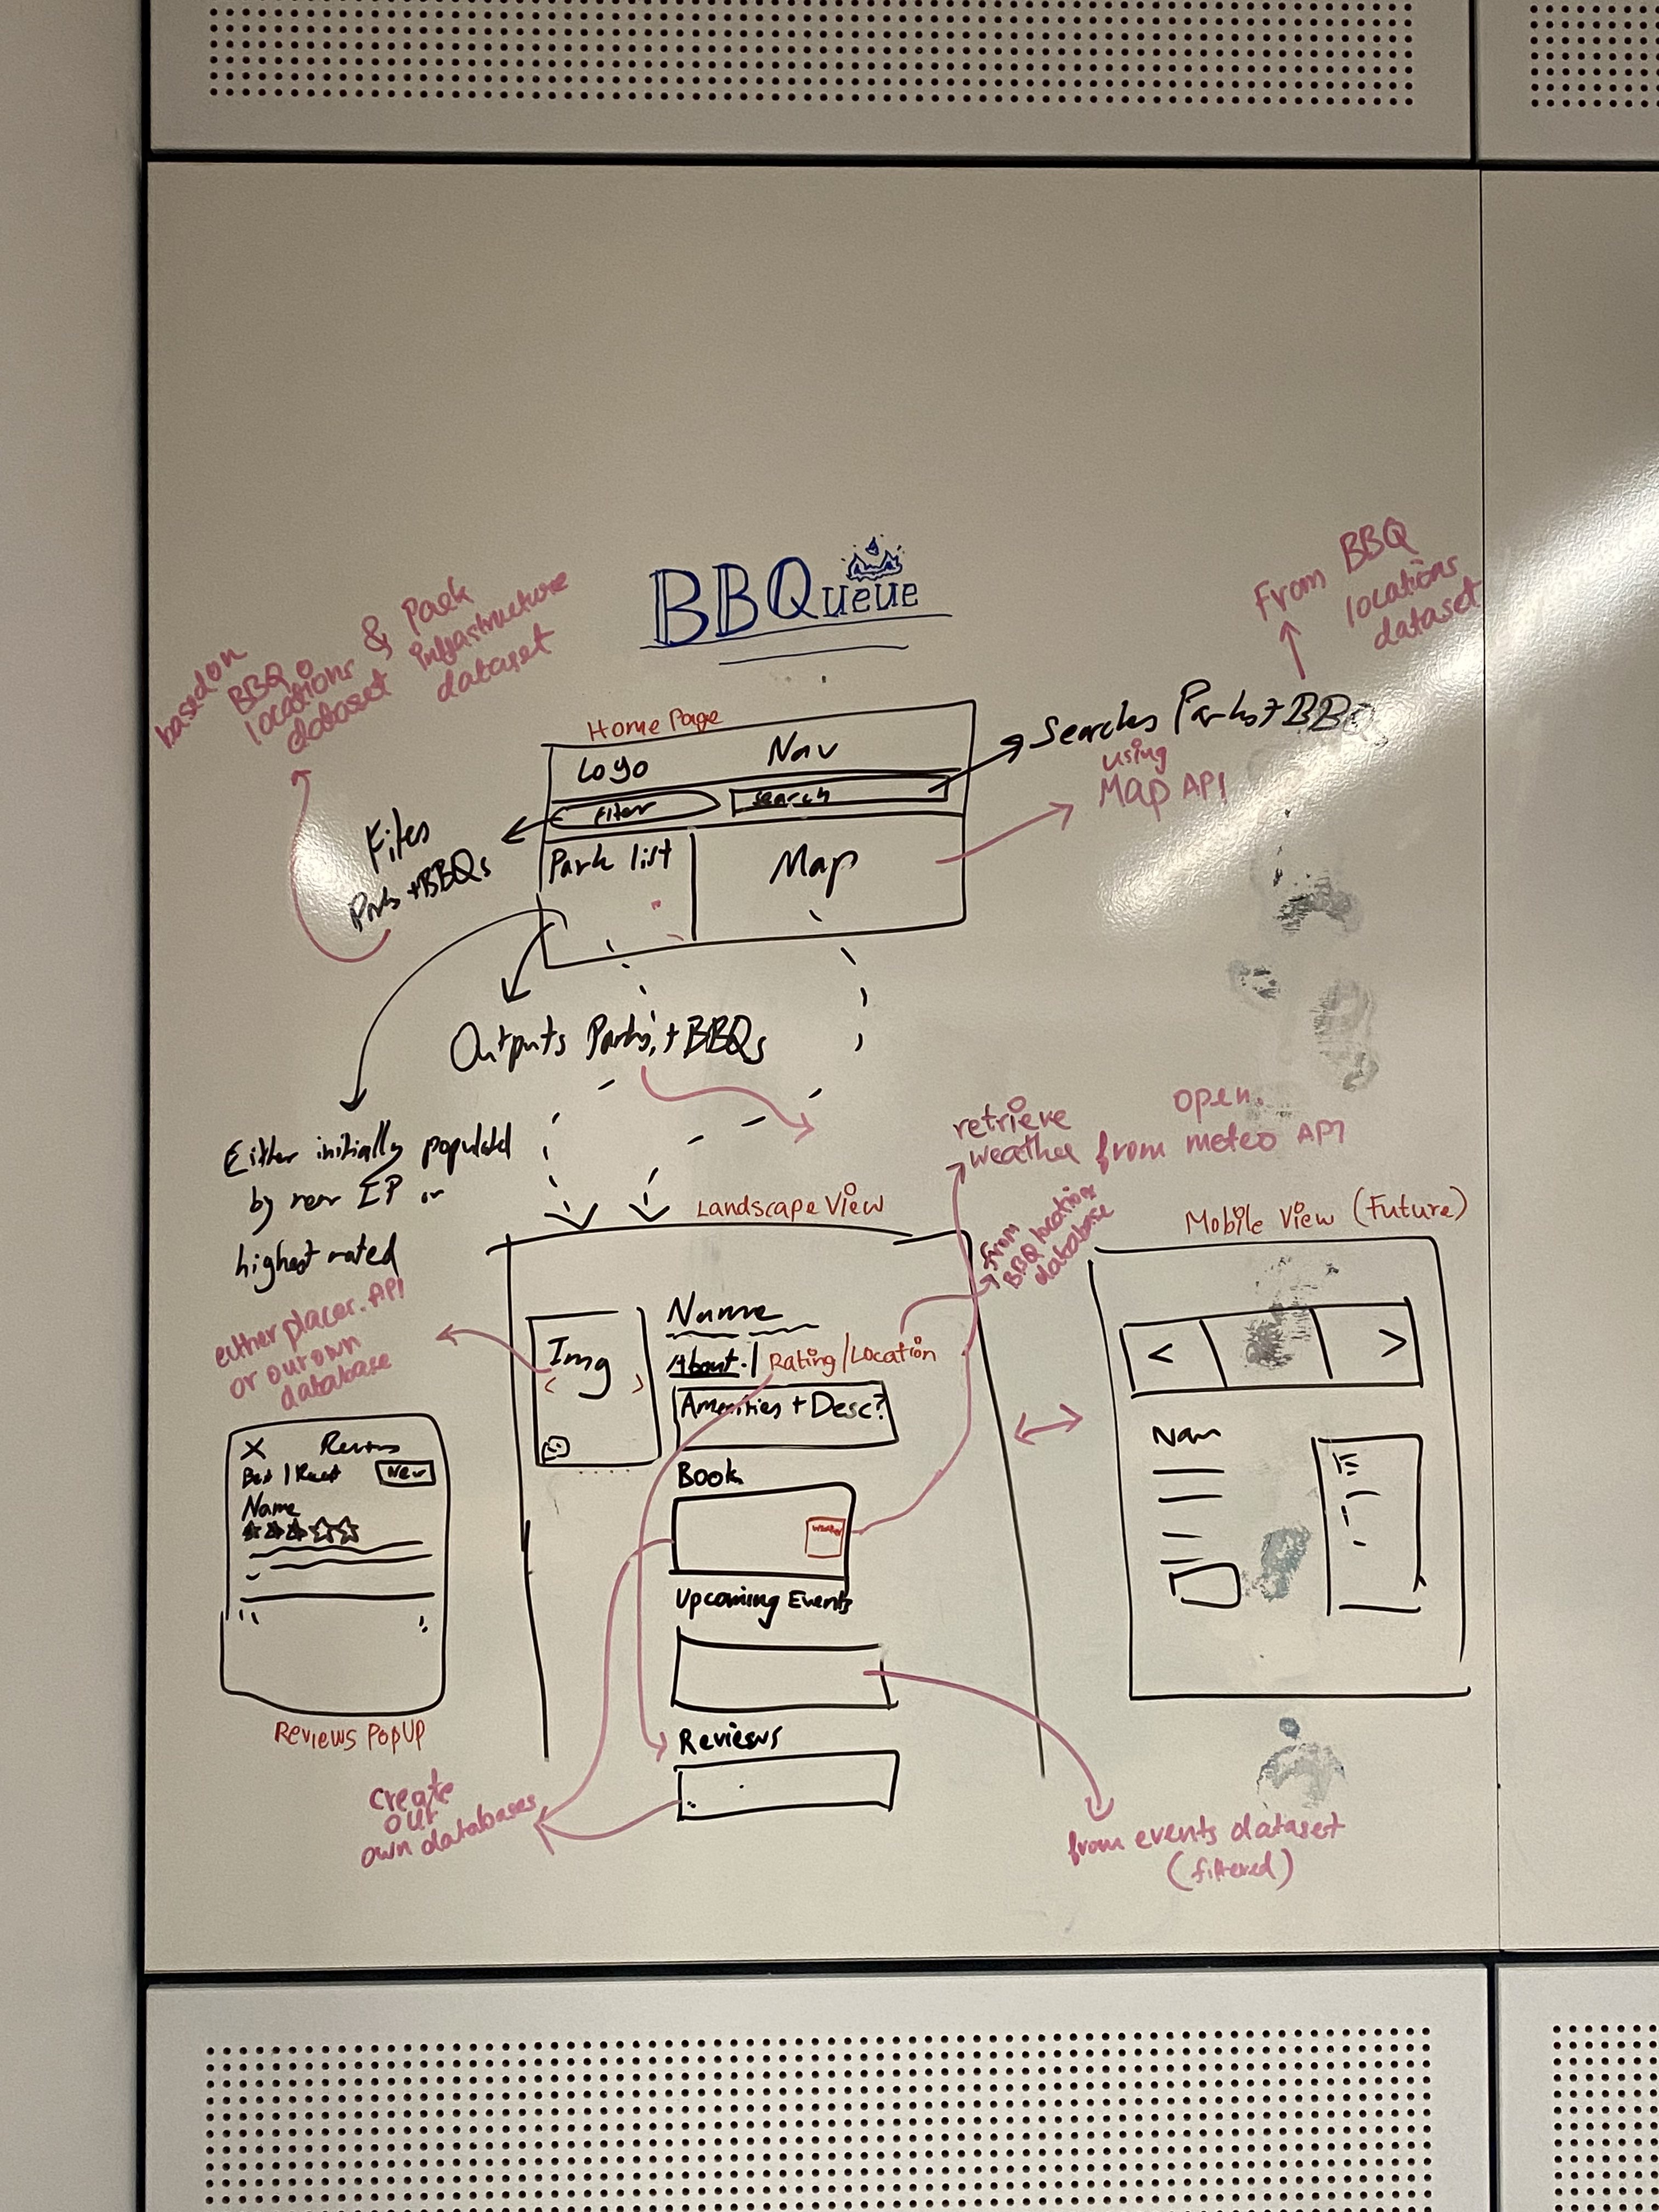 BBQueue
based on
BBQ
locations & Park
dataset infrastructure
dataset
From BBQ
locations
dataset
Home Page
Logo Nav
Filter Search
Park list Map
Searches Parks + BBQ
using
Map API
Filtes
Parks + BBQs
Outputs Parks + BBQs
Either initially populated
by near IP or
highest rated
retrieve
weather from open meteo API
from
BBQ location
database
Landscape View
Img
< >
Name
About | Rating/Location
Amenities + Desc?
Book
weather
Upcoming Events
Reviews
either placer.API
or our own
database
X Reviews
Best | Recent New
Name
Reviews PopUp
create
our
own databases
Mobile View (Future)
< >
Nam
from events dataset
(filtered)